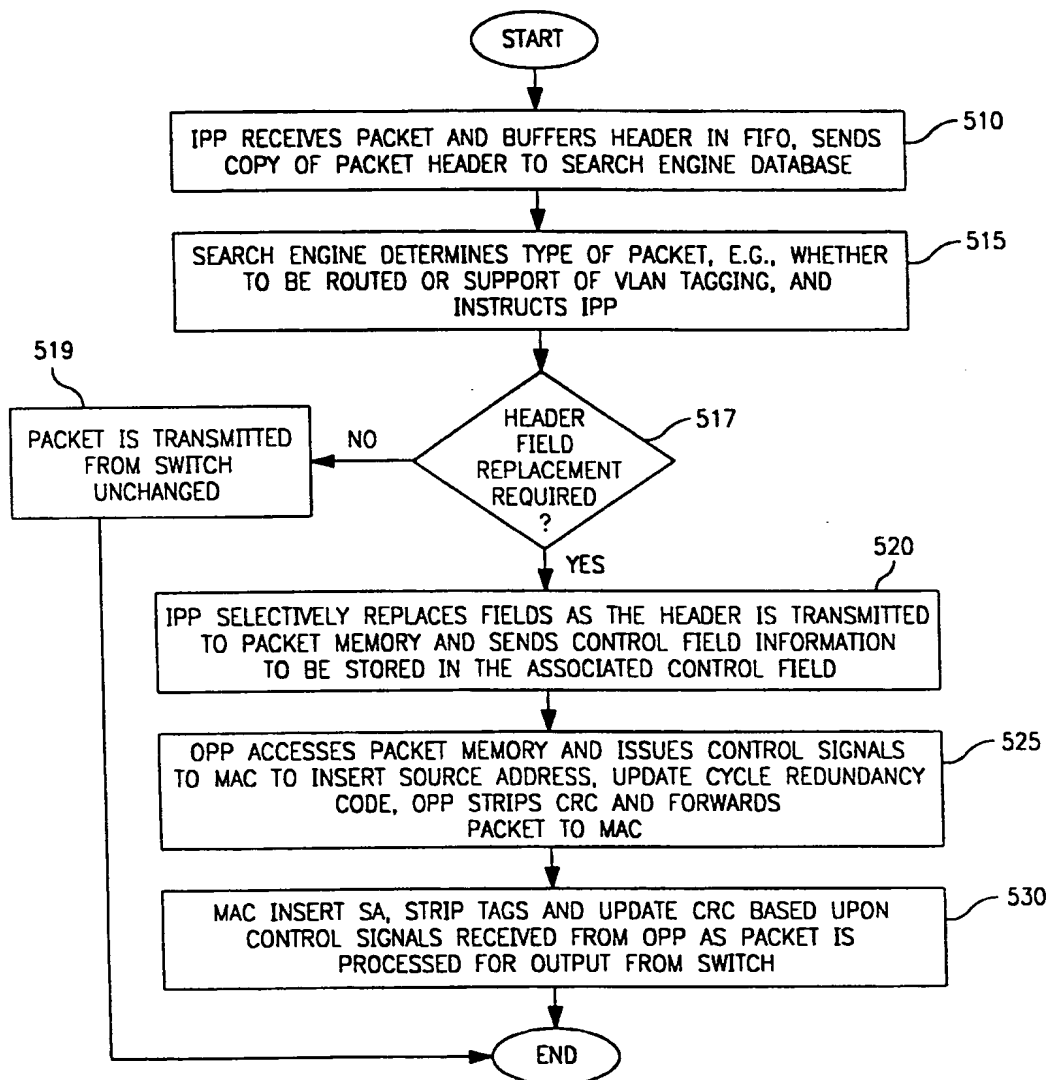 START
IPP RECEIVES PACKET AND BUFFERS HEADER IN FIFO, SENDS
COPY OF PACKET HEADER TO SEARCH ENGINE DATABASE
510
SEARCH ENGINE DETERMINES TYPE OF PACKET, E.G., WHETHER
TO BE ROUTED OR SUPPORT OF VLAN TAGGING, AND
INSTRUCTS IPP
515
HEADER
FIELD
REPLACEMENT
REQUIRED
?
517
NO
519
PACKET IS TRANSMITTED
FROM SWITCH
UNCHANGED
YES
520
IPP SELECTIVELY REPLACES FIELDS AS THE HEADER IS TRANSMITTED
TO PACKET MEMORY AND SENDS CONTROL FIELD INFORMATION
TO BE STORED IN THE ASSOCIATED CONTROL FIELD
OPP ACCESSES PACKET MEMORY AND ISSUES CONTROL SIGNALS
TO MAC TO INSERT SOURCE ADDRESS, UPDATE CYCLE REDUNDANCY
CODE, OPP STRIPS CRC AND FORWARDS
PACKET TO MAC
525
MAC INSERT SA, STRIP TAGS AND UPDATE CRC BASED UPON
CONTROL SIGNALS RECEIVED FROM OPP AS PACKET IS
PROCESSED FOR OUTPUT FROM SWITCH
530
END